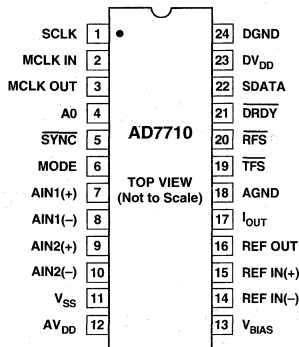 SCLK 1 24 DGND
MCLK IN 2 23 DVDD
MCLK OUT 3 22 SDATA
A0 4 21 DRDY
SYNC 5 20 RFS
MODE 6 19 TFS
AIN1(+) 7 18 AGND
AIN1(–) 8 17 IOUT
AIN2(+) 9 16 REF OUT
AIN2(–) 10 15 REF IN(+)
VSS 11 14 REF IN(–)
AVDD 12 13 VBIAS
AD7710
TOP VIEW
(Not to Scale)